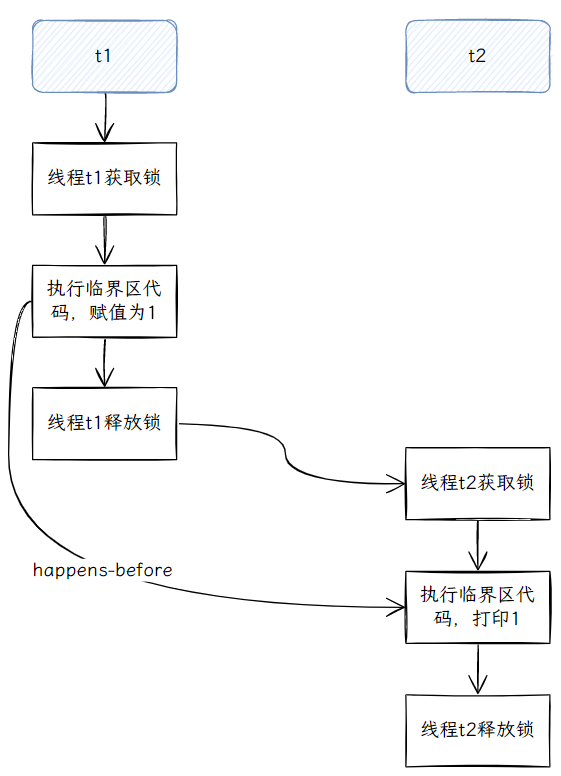 t1
t2
线程t1获取锁
执行临界区代
码，赋值为1
线程t1释放锁
线程t2获取锁
happens-before
执行临界区代
码，打印1
线程t2释放锁